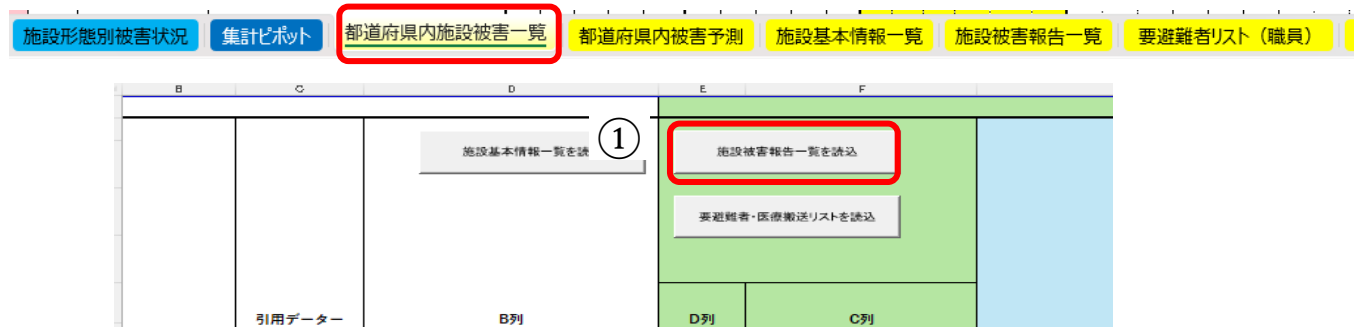 施設形態別被害状況 集計ピボット 都道府県内施設被害一覧 都道府県内被害予測 施設基本情報一覧 施設被害報告一覧 要避難者リスト（職員）
B C D E F
施設基本情報一覧を読 ① 施設被害報告一覧を読込
要避難者・医療搬送リストを読込
引用データー B列 D列 C列